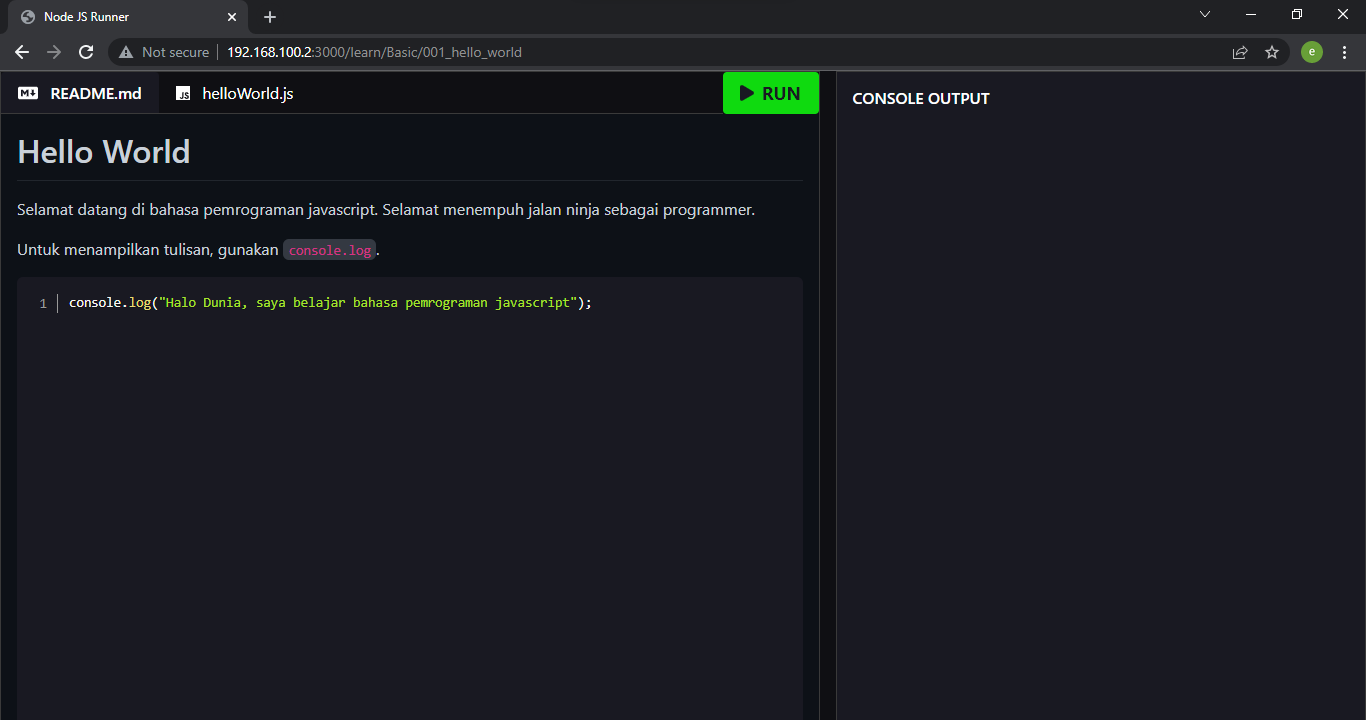 Node JS Runner
Not secure
192.168.100.2:3000/learn/Basic/001_hello_world
e
README.md
JS helloWorld.js
RUN
CONSOLE OUTPUT
Hello World
Selamat datang di bahasa pemrograman javascript. Selamat menempuh jalan ninja sebagai programmer.
Untuk menampilkan tulisan, gunakan console.log.
1 console.log("Halo Dunia, saya belajar bahasa pemrograman javascript");